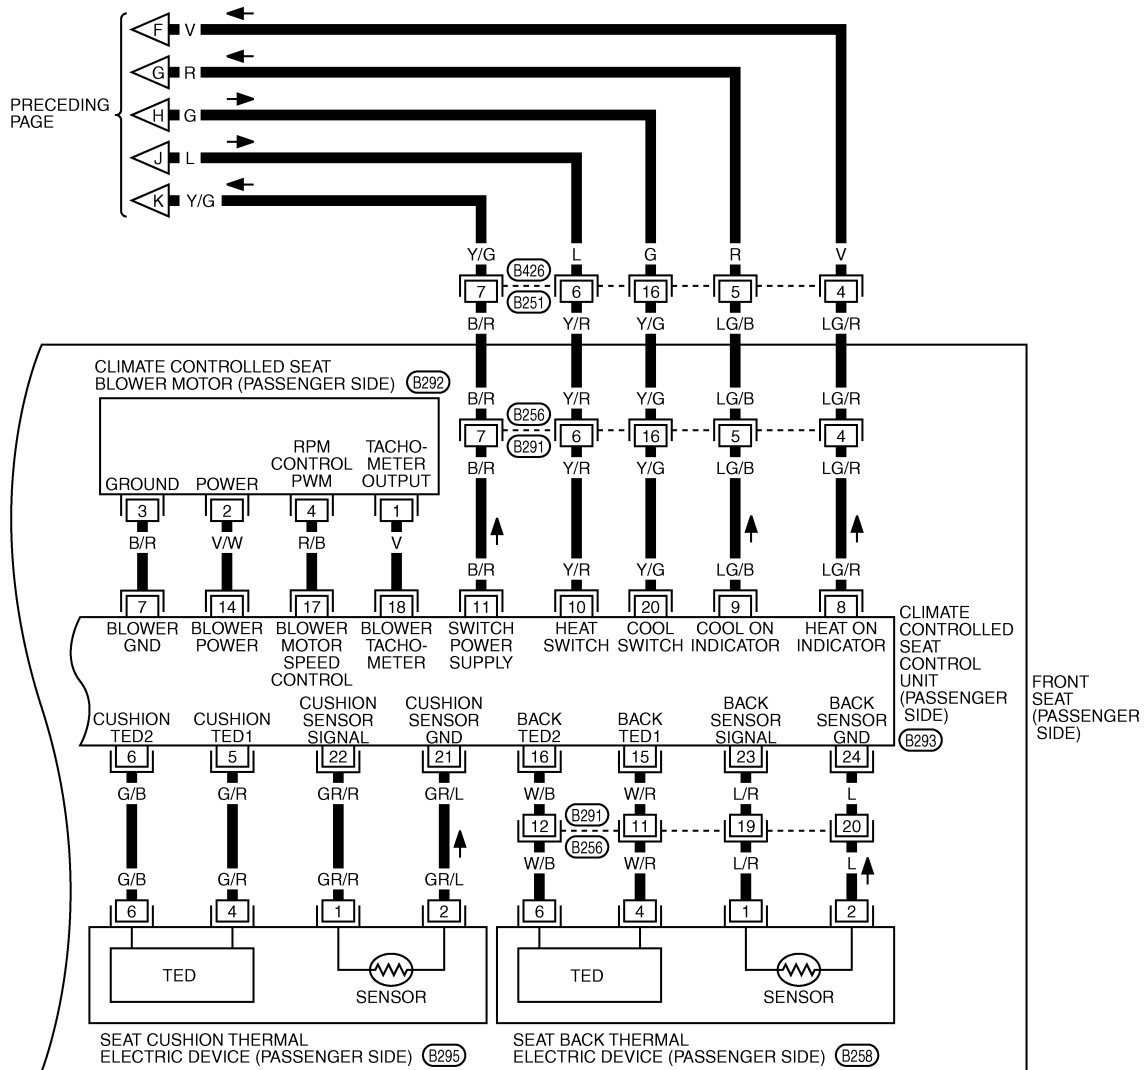 F V
G R
PRECEDING
PAGE
H G
J L
K Y/G
Y/G L G R V
B426
7 6 16 5 4
B251
B/R Y/R Y/G LG/B LG/R
CLIMATE CONTROLLED SEAT
BLOWER MOTOR (PASSENGER SIDE) B292
B/R Y/R Y/G LG/B LG/R
B256
7 6 16 5 4
B291
B/R Y/R Y/G LG/B LG/R
RPM
CONTROL
PWM
TACHO-
METER
OUTPUT
GROUND POWER
3 2 4 1
B/R V/W R/B V
B/R Y/R Y/G LG/B LG/R
7 14 17 18 11 10 20 9 8
BLOWER
GND
BLOWER
POWER
BLOWER
MOTOR
SPEED
CONTROL
BLOWER
TACHO-
METER
SWITCH
POWER
SUPPLY
HEAT
SWITCH
COOL
SWITCH
COOL ON
INDICATOR
HEAT ON
INDICATOR
CLIMATE
CONTROLLED
SEAT
CONTROL
UNIT
(PASSENGER
SIDE)
B293
FRONT
SEAT
(PASSENGER
SIDE)
CUSHION
TED2
CUSHION
TED1
CUSHION
SENSOR
SIGNAL
CUSHION
SENSOR
GND
BACK
TED2
BACK
TED1
BACK
SENSOR
SIGNAL
BACK
SENSOR
GND
6 5 22 21 16 15 23 24
G/B G/R GR/R GR/L W/B W/R L/R L
B291
12 11 19 20
B256
W/B W/R L/R L
G/B G/R GR/R GR/L
6 4 1 2 6 4 1 2
TED
SENSOR
TED
SENSOR
SEAT CUSHION THERMAL
ELECTRIC DEVICE (PASSENGER SIDE) B295
SEAT BACK THERMAL
ELECTRIC DEVICE (PASSENGER SIDE) B258